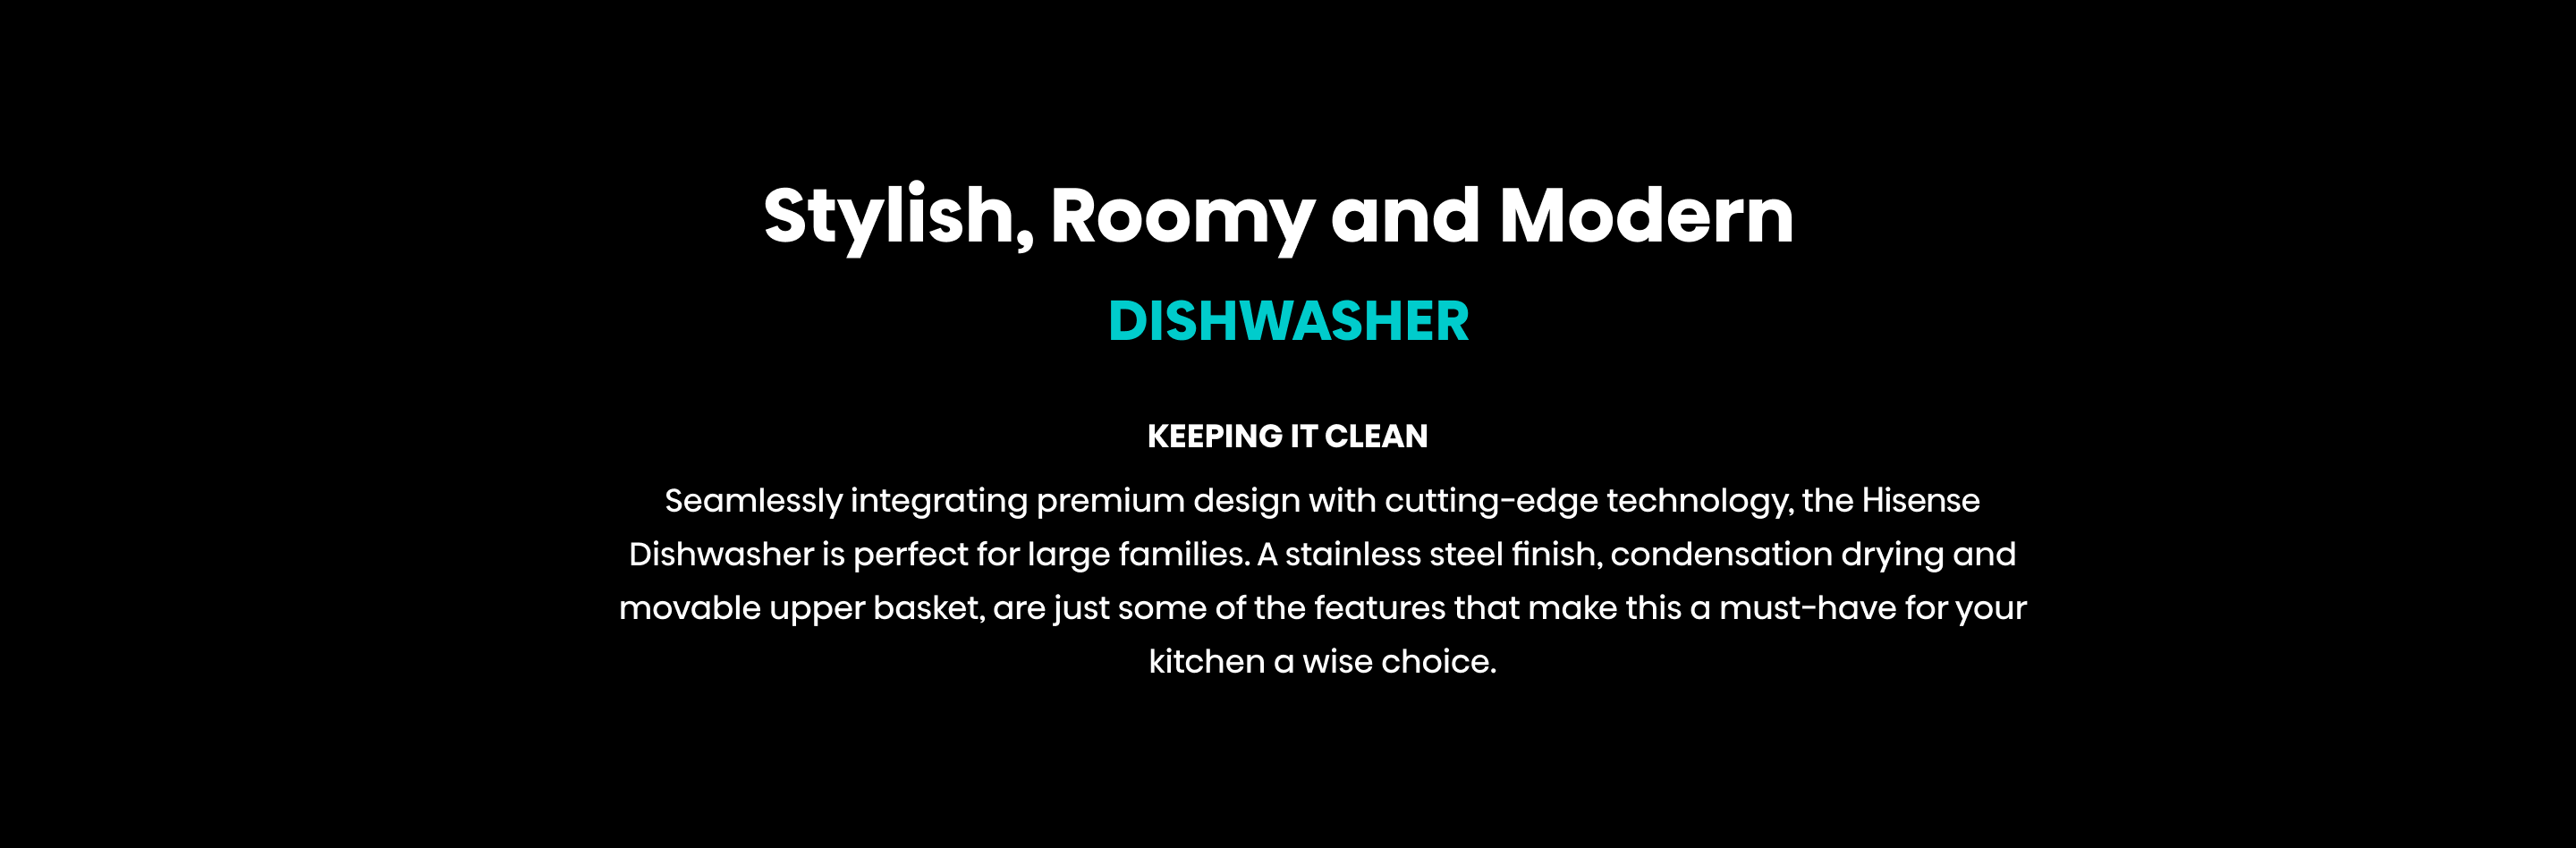 Stylish, Roomy and Modern
DISHWASHER
KEEPING IT CLEAN
Seamlessly integrating premium design with cutting-edge technology, the Hisense
Dishwasher is perfect for large families. A stainless steel finish, condensation drying and
movable upper basket, are just some of the features that make this a must-have for your
kitchen a wise choice.